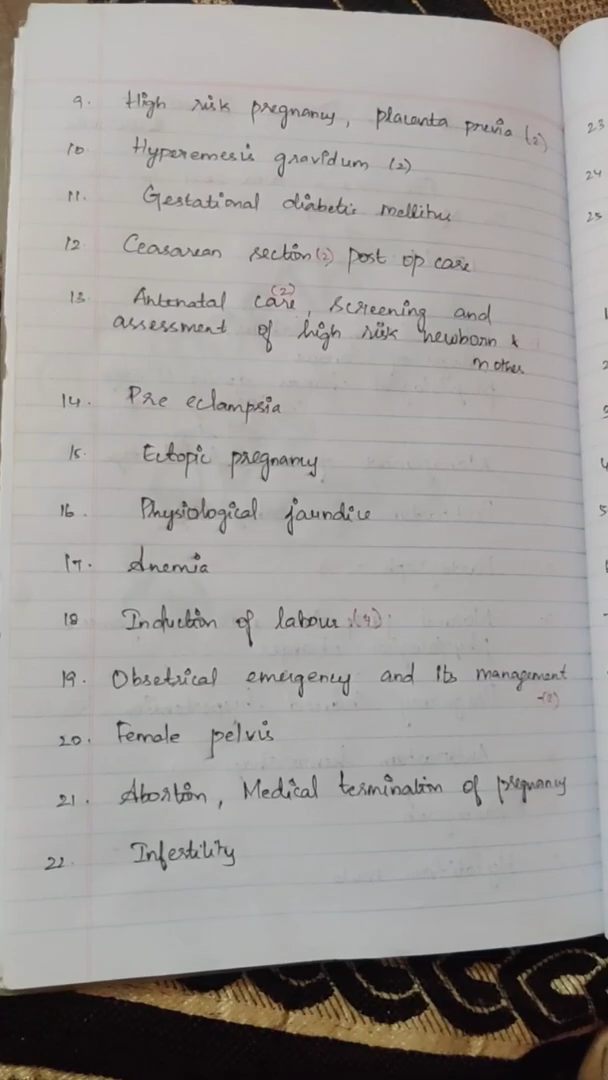 9. High risk pregnancy, placenta previa (2)
10 Hyperemesis gravidum (2)
11. Gestational diabetic mellitus
12 Ceasarean section (2) post op care
13 Antenatal care (2), screening and
assessment of high risk newborn &
mother
14. Pre eclampsia
15. Ectopic pregnancy
16. Physiological jaundice
17. Anemia
18 Induction of labour (4)
19. Obsetrical emergency and its management
20. Female pelvis
21. Abortion, Medical termination of pregnancy
22. Infertility
23
24
25